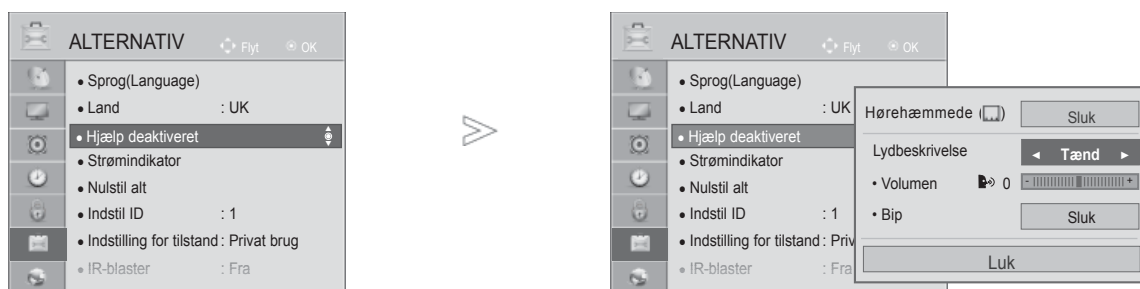 ALTERNATIV Flyt OK
• Sprog(Language)
• Land : UK
• Hjælp deaktiveret
• Strømindikator
• Nulstil alt
• Indstil ID : 1
• Indstilling for tilstand : Privat brug
• IR-blaster : Fra
ALTERNATIV Flyt OK
• Sprog(Language)
• Land : UK
• Hjælp deaktiveret
• Strømindikator
• Nulstil alt
• Indstil ID : 1
• Indstilling for tilstand : Priv
• IR-blaster : Fra
Hørehæmmede ( ) Sluk
Lydbeskrivelse ◄ Tænd ►
• Volumen 0 - +
• Bip Sluk
Luk